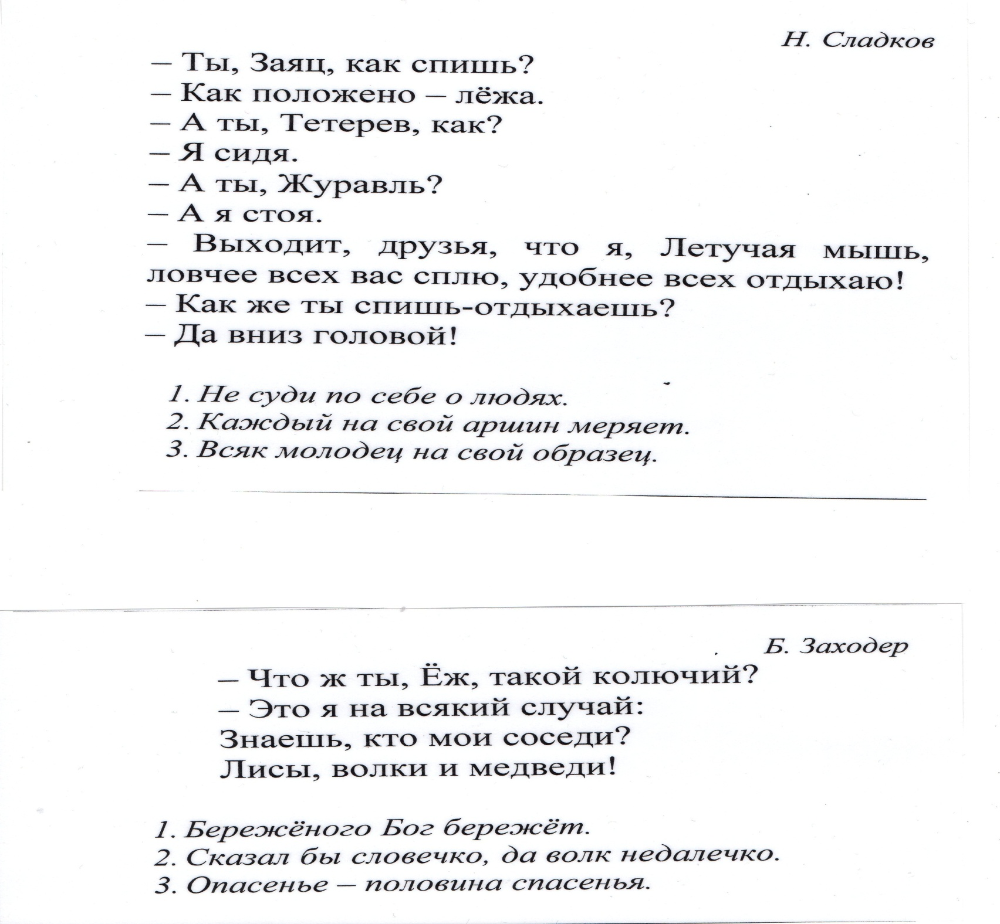 Н. Сладков
– Ты, Заяц, как спишь?
– Как положено – лёжа.
– А ты, Тетерев, как?
– Я сидя.
– А ты, Журавль?
– А я стоя.
– Выходит, друзья, что я, Летучая мышь,
ловчее всех вас сплю, удобнее всех отдыхаю!
– Как же ты спишь-отдыхаешь?
– Да вниз головой!
1. Не суди по себе о людях.
2. Каждый на свой аршин меряет.
3. Всяк молодец на свой образец.
Б. Заходер
– Что ж ты, Ёж, такой колючий?
– Это я на всякий случай:
Знаешь, кто мои соседи?
Лисы, волки и медведи!
1. Бережёного Бог бережёт.
2. Сказал бы словечко, да волк недалечко.
3. Опасенье – половина спасенья.